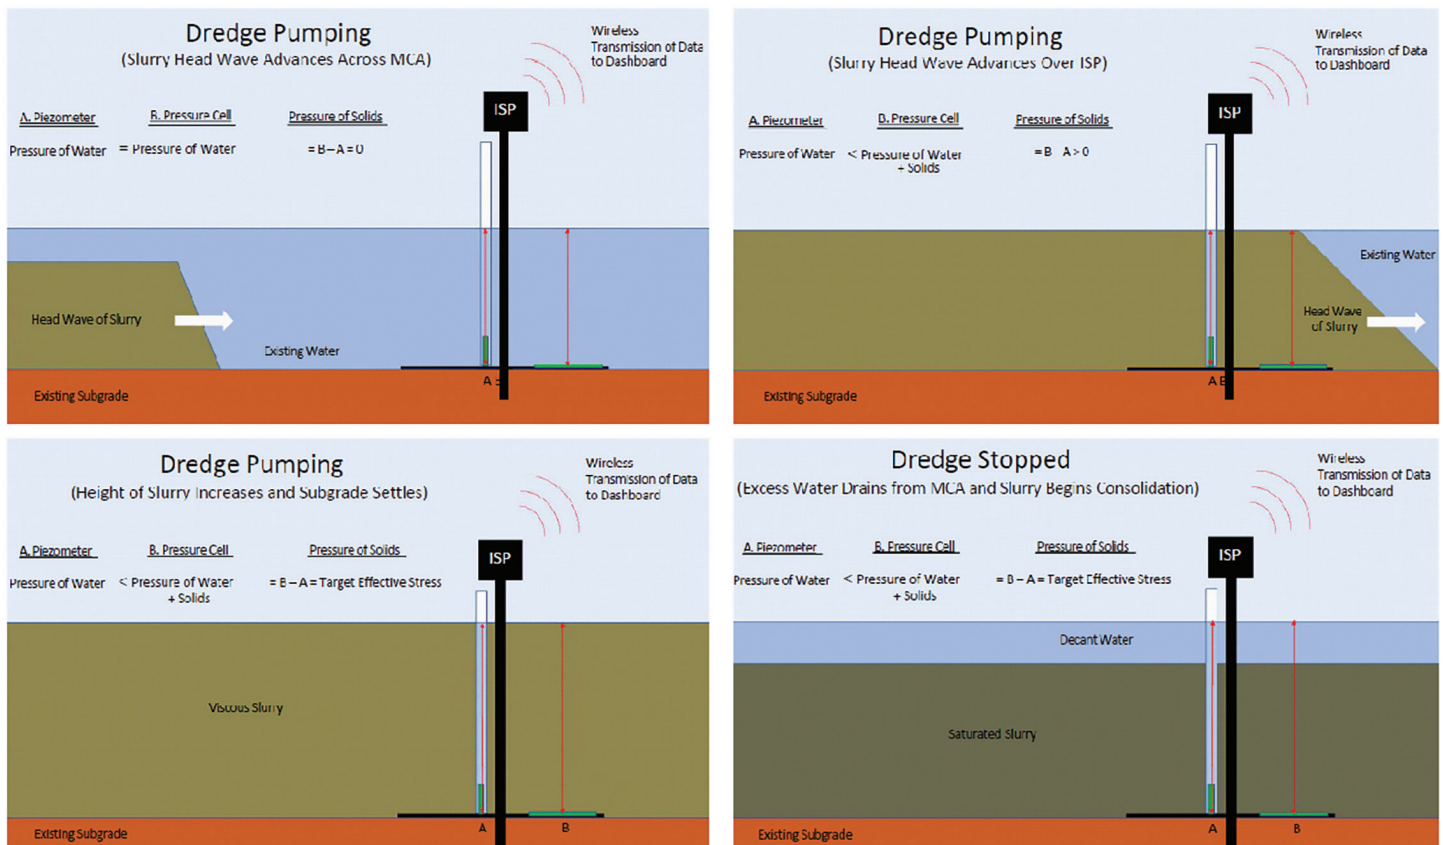 Dredge Pumping
(Slurry Head Wave Advances Across MCA)
Wireless
Transmission of Data
to Dashboard
ISP
A. Piezometer
B. Pressure Cell
Pressure of Solids
Pressure of Water
= Pressure of Water
= B – A = 0
Head Wave of Slurry
Existing Water
A
Existing Subgrade
Dredge Pumping
(Slurry Head Wave Advances Over ISP)
Wireless
Transmission of Data
to Dashboard
ISP
A. Piezometer
B. Pressure Cell
Pressure of Solids
Pressure of Water
< Pressure of Water
+ Solids
= B A > 0
Existing Water
Head Wave
of Slurry
A
Existing Subgrade
Dredge Pumping
(Height of Slurry Increases and Subgrade Settles)
Wireless
Transmission of Data
to Dashboard
ISP
A. Piezometer
B. Pressure Cell
Pressure of Solids
Pressure of Water
< Pressure of Water
+ Solids
= B – A = Target Effective Stress
Viscous Slurry
A
B
Existing Subgrade
Dredge Stopped
(Excess Water Drains from MCA and Slurry Begins Consolidation)
Wireless
Transmission of Data
to Dashboard
ISP
A. Piezometer
B. Pressure Cell
Pressure of Solids
Pressure of Water
< Pressure of Water
+ Solids
= B – A = Target Effective Stress
Decant Water
Saturated Slurry
A
B
Existing Subgrade